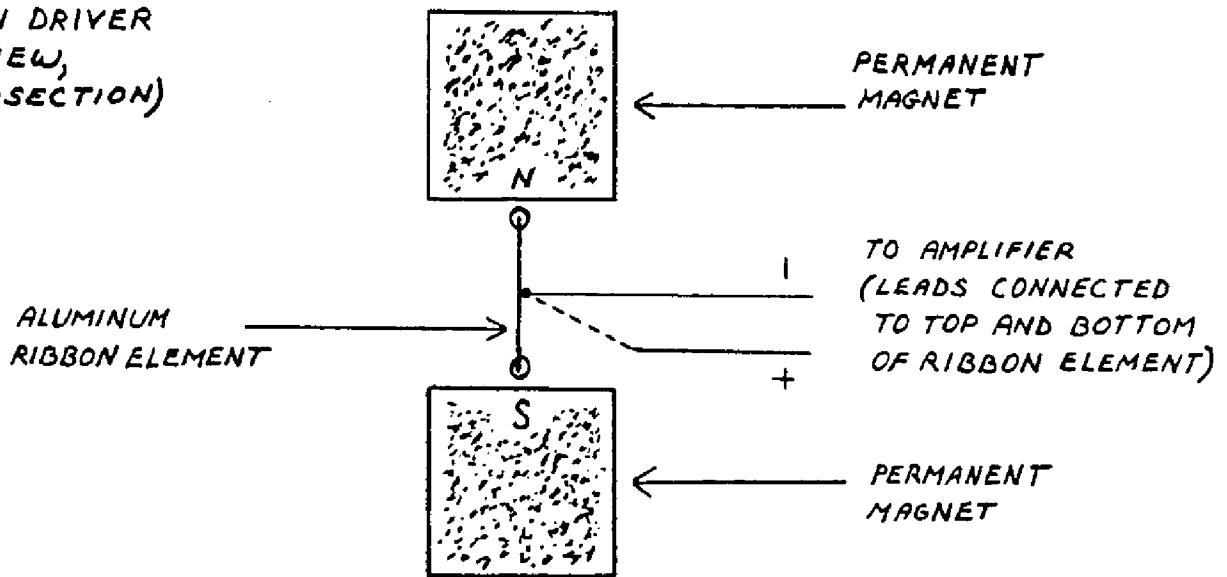 DRIVER
SECTION)
PERMANENT
MAGNET
N
TO AMPLIFIER
(LEADS CONNECTED
TO TOP AND BOTTOM
OF RIBBON ELEMENT)
+
ALUMINUM
RIBBON ELEMENT
S
PERMANENT
MAGNET